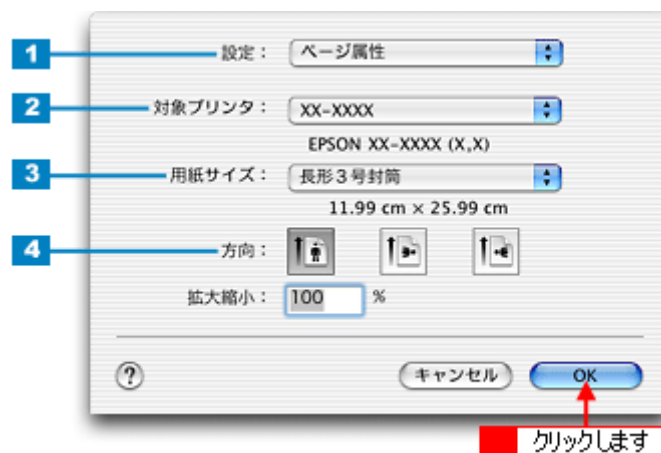 1 設定： ページ属性
2 対象プリンタ： XX-XXXX
EPSON XX-XXXX (X,X)
3 用紙サイズ： 長形３号封筒
11.99 cm × 25.99 cm
4 方向：
拡大縮小： 100 %
? キャンセル OK
クリックします